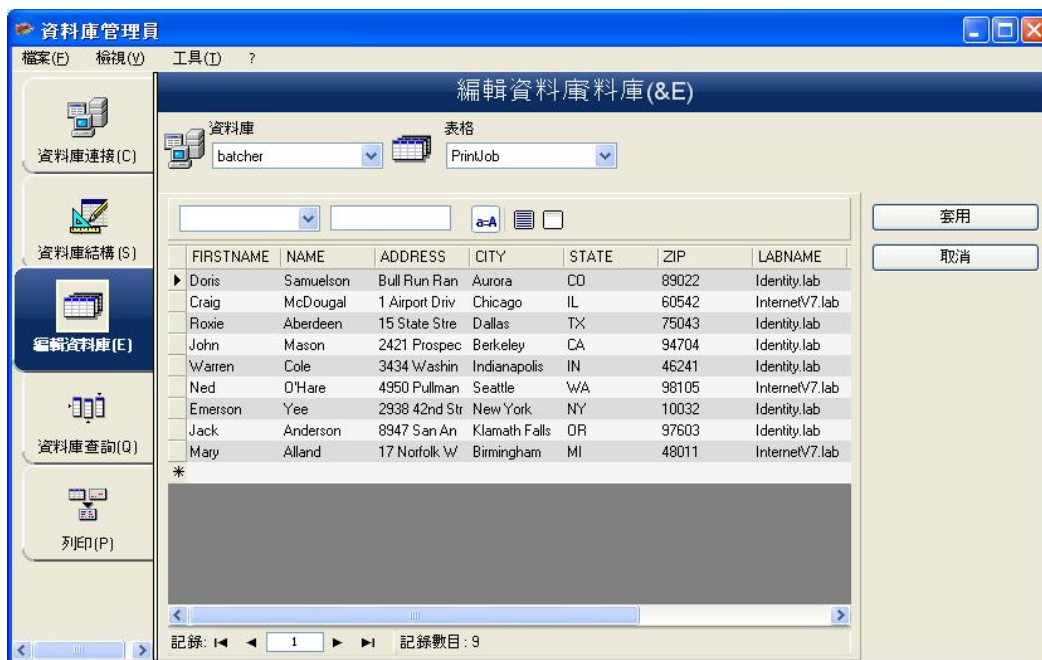 資料庫管理員
檔案(F) 檢視(V) 工具(T) ?
編輯資料庫料庫(&E)
資料庫連接(C)
資料庫結構(S)
編輯資料庫(E)
資料庫查詢(Q)
列印(P)
資料庫 表格
batcher PrintJob
a=A
套用
取消
FIRSTNAME NAME ADDRESS CITY STATE ZIP LABNAME
Doris Samuelson Bull Run Ran Aurora CO 89022 Identity.lab
Craig McDougal 1 Airport Driv Chicago IL 60542 InternetV7.lab
Roxie Aberdeen 15 State Stre Dallas TX 75043 Identity.lab
John Mason 2421 Prospec Berkeley CA 94704 Identity.lab
Warren Cole 3434 Washin Indianapolis IN 46241 Identity.lab
Ned O'Hare 4950 Pullman Seattle WA 98105 InternetV7.lab
Emerson Yee 2938 42nd Str New York NY 10032 Identity.lab
Jack Anderson 8947 San An Klamath Falls OR 97603 Identity.lab
Mary Alland 17 Norfolk W Birmingham MI 48011 InternetV7.lab
記錄: 1 記錄數目: 9